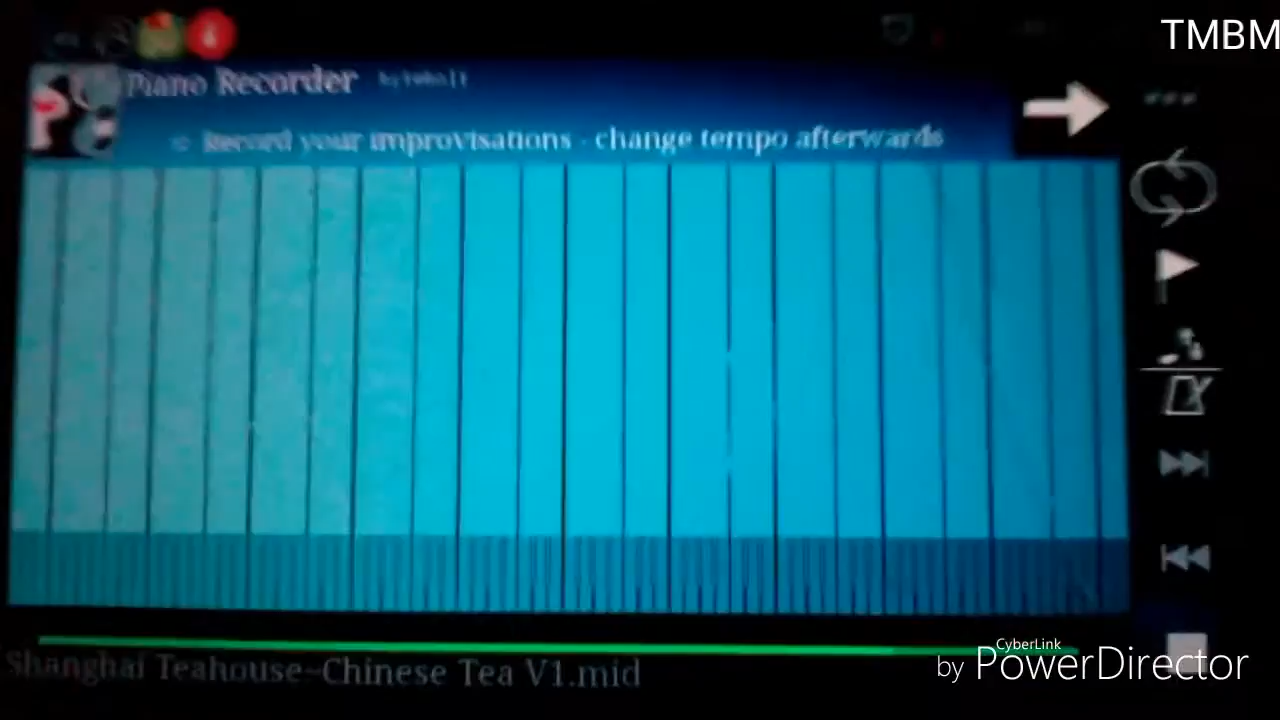 TMBM
Piano Recorder
Record your improvisations - change tempo afterwards
Shanghai Teahouse~Chinese Tea V1.mid
CyberLink
by PowerDirector